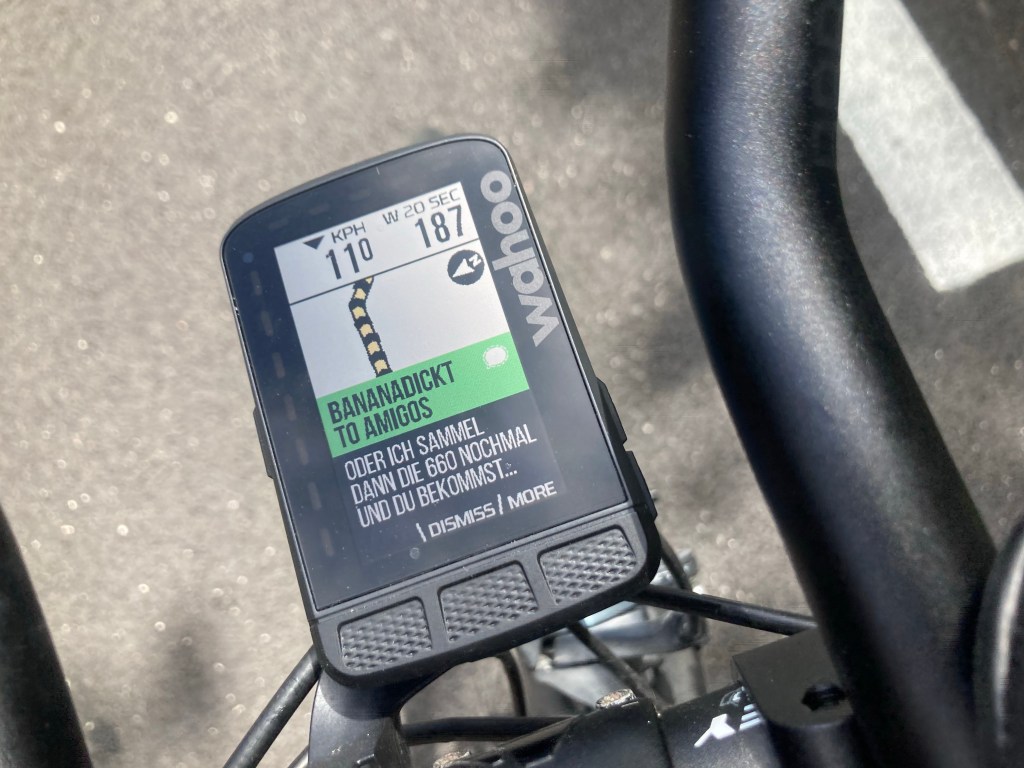 wahoo
KPH W 20 SEC
11.0 187
N
BANANADICKT
TO AMIGOS
ODER ICH SAMMEL
DANN DIE 660 NOCHMAL
UND DU BEKOMMST...
DISMISS / MORE